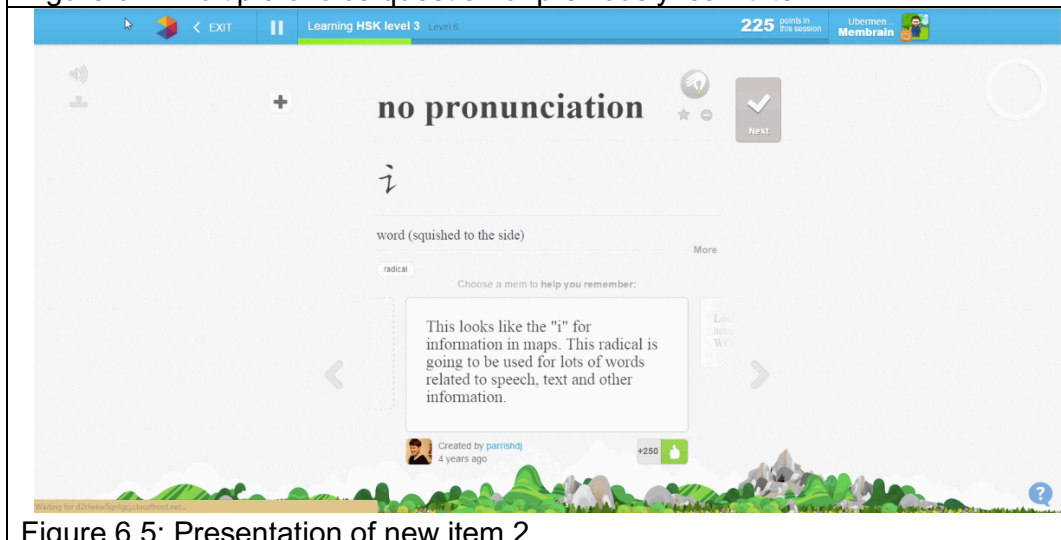 EXIT
Learning HSK level 3 Level 6
225 points in this session
Ubermen...
Membrain
no pronunciation
Next
讠
word (squished to the side)
More
radical
Choose a mem to help you remember:
This looks like the "i" for
information in maps. This radical is
going to be used for lots of words
related to speech, text and other
information.
Created by parrishdj
4 years ago
+250
?
Figure 6.5: Presentation of new item 2